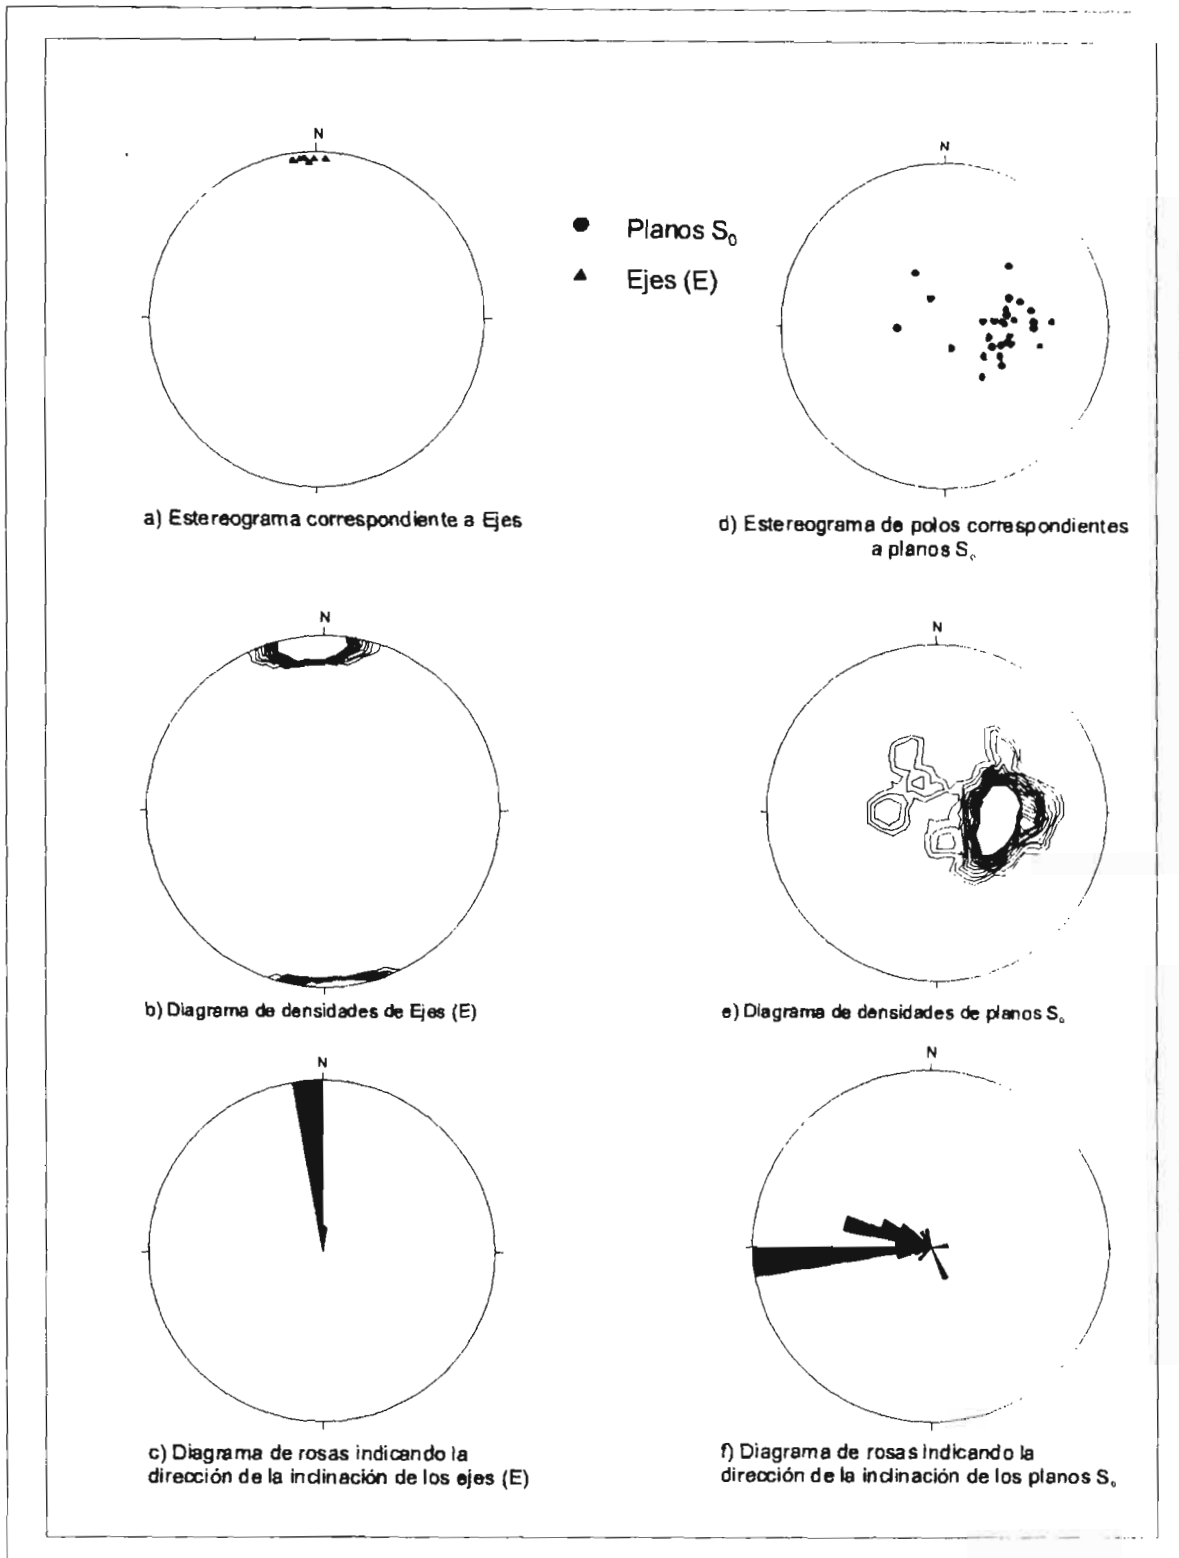 N
N
Planos S₀
Ejes (E)
a) Estereograma correspondiente a Ejes
d) Estereograma de polos correspondientes
a planos S₀
N
N
b) Diagrama de densidades de Ejes (E)
e) Diagrama de densidades de planos S₀
N
N
c) Diagrama de rosas indicando la
dirección de la inclinación de los ejes (E)
f) Diagrama de rosas indicando la
dirección de la inclinación de los planos S₀